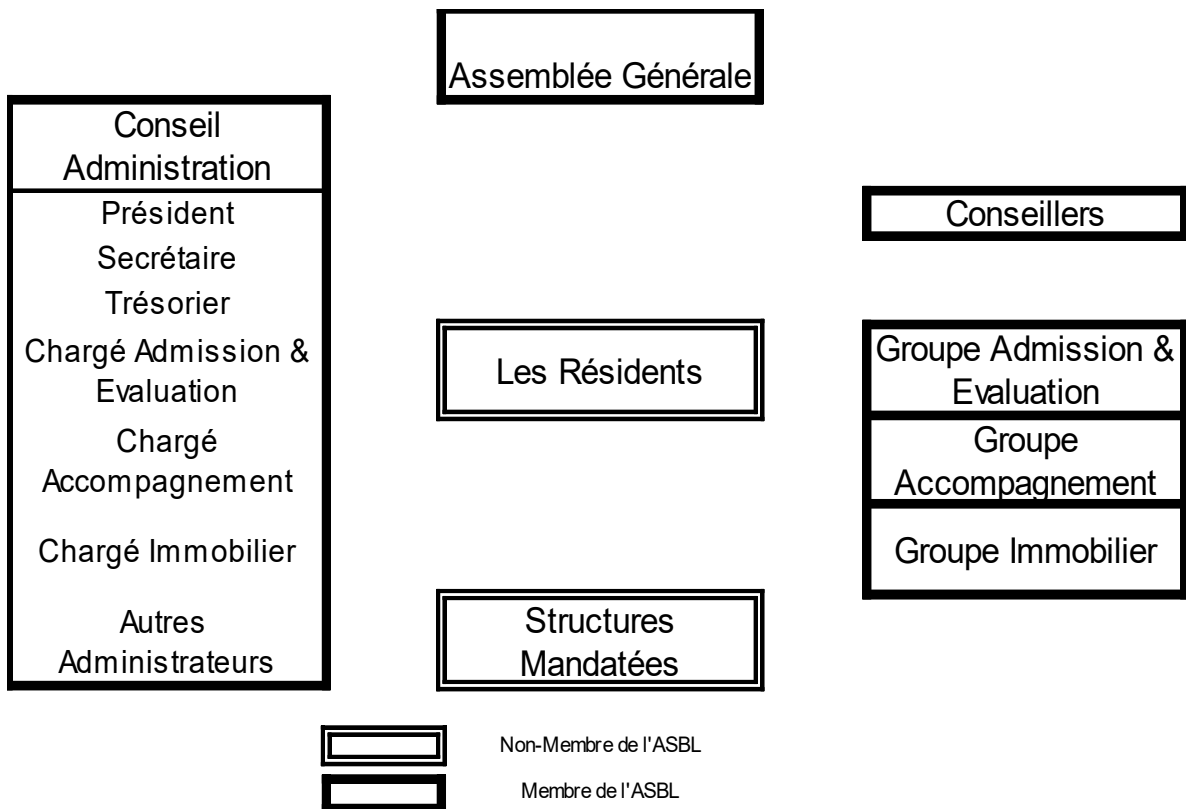 Assemblée Générale
Conseil
Administration
Président
Secrétaire
Trésorier
Chargé Admission &
Evaluation
Chargé
Accompagnement
Chargé Immobilier
Autres
Administrateurs
Les Résidents
Structures
Mandatées
Conseillers
Groupe Admission &
Evaluation
Groupe
Accompagnement
Groupe Immobilier
Non-Membre de l'ASBL
Membre de l'ASBL